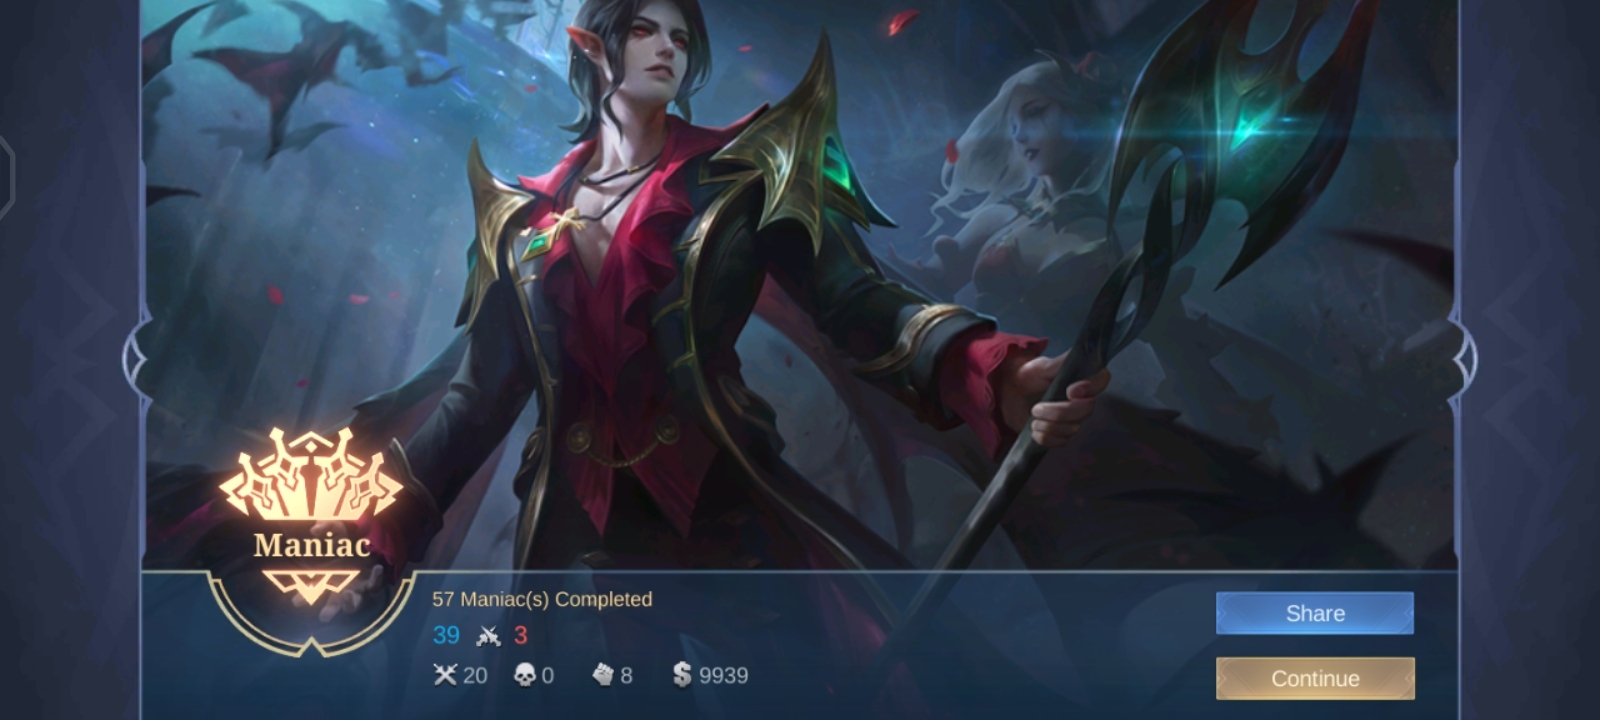 Maniac
57 Maniac(s) Completed
39 3
20 0 8 $ 9939
Share
Continue